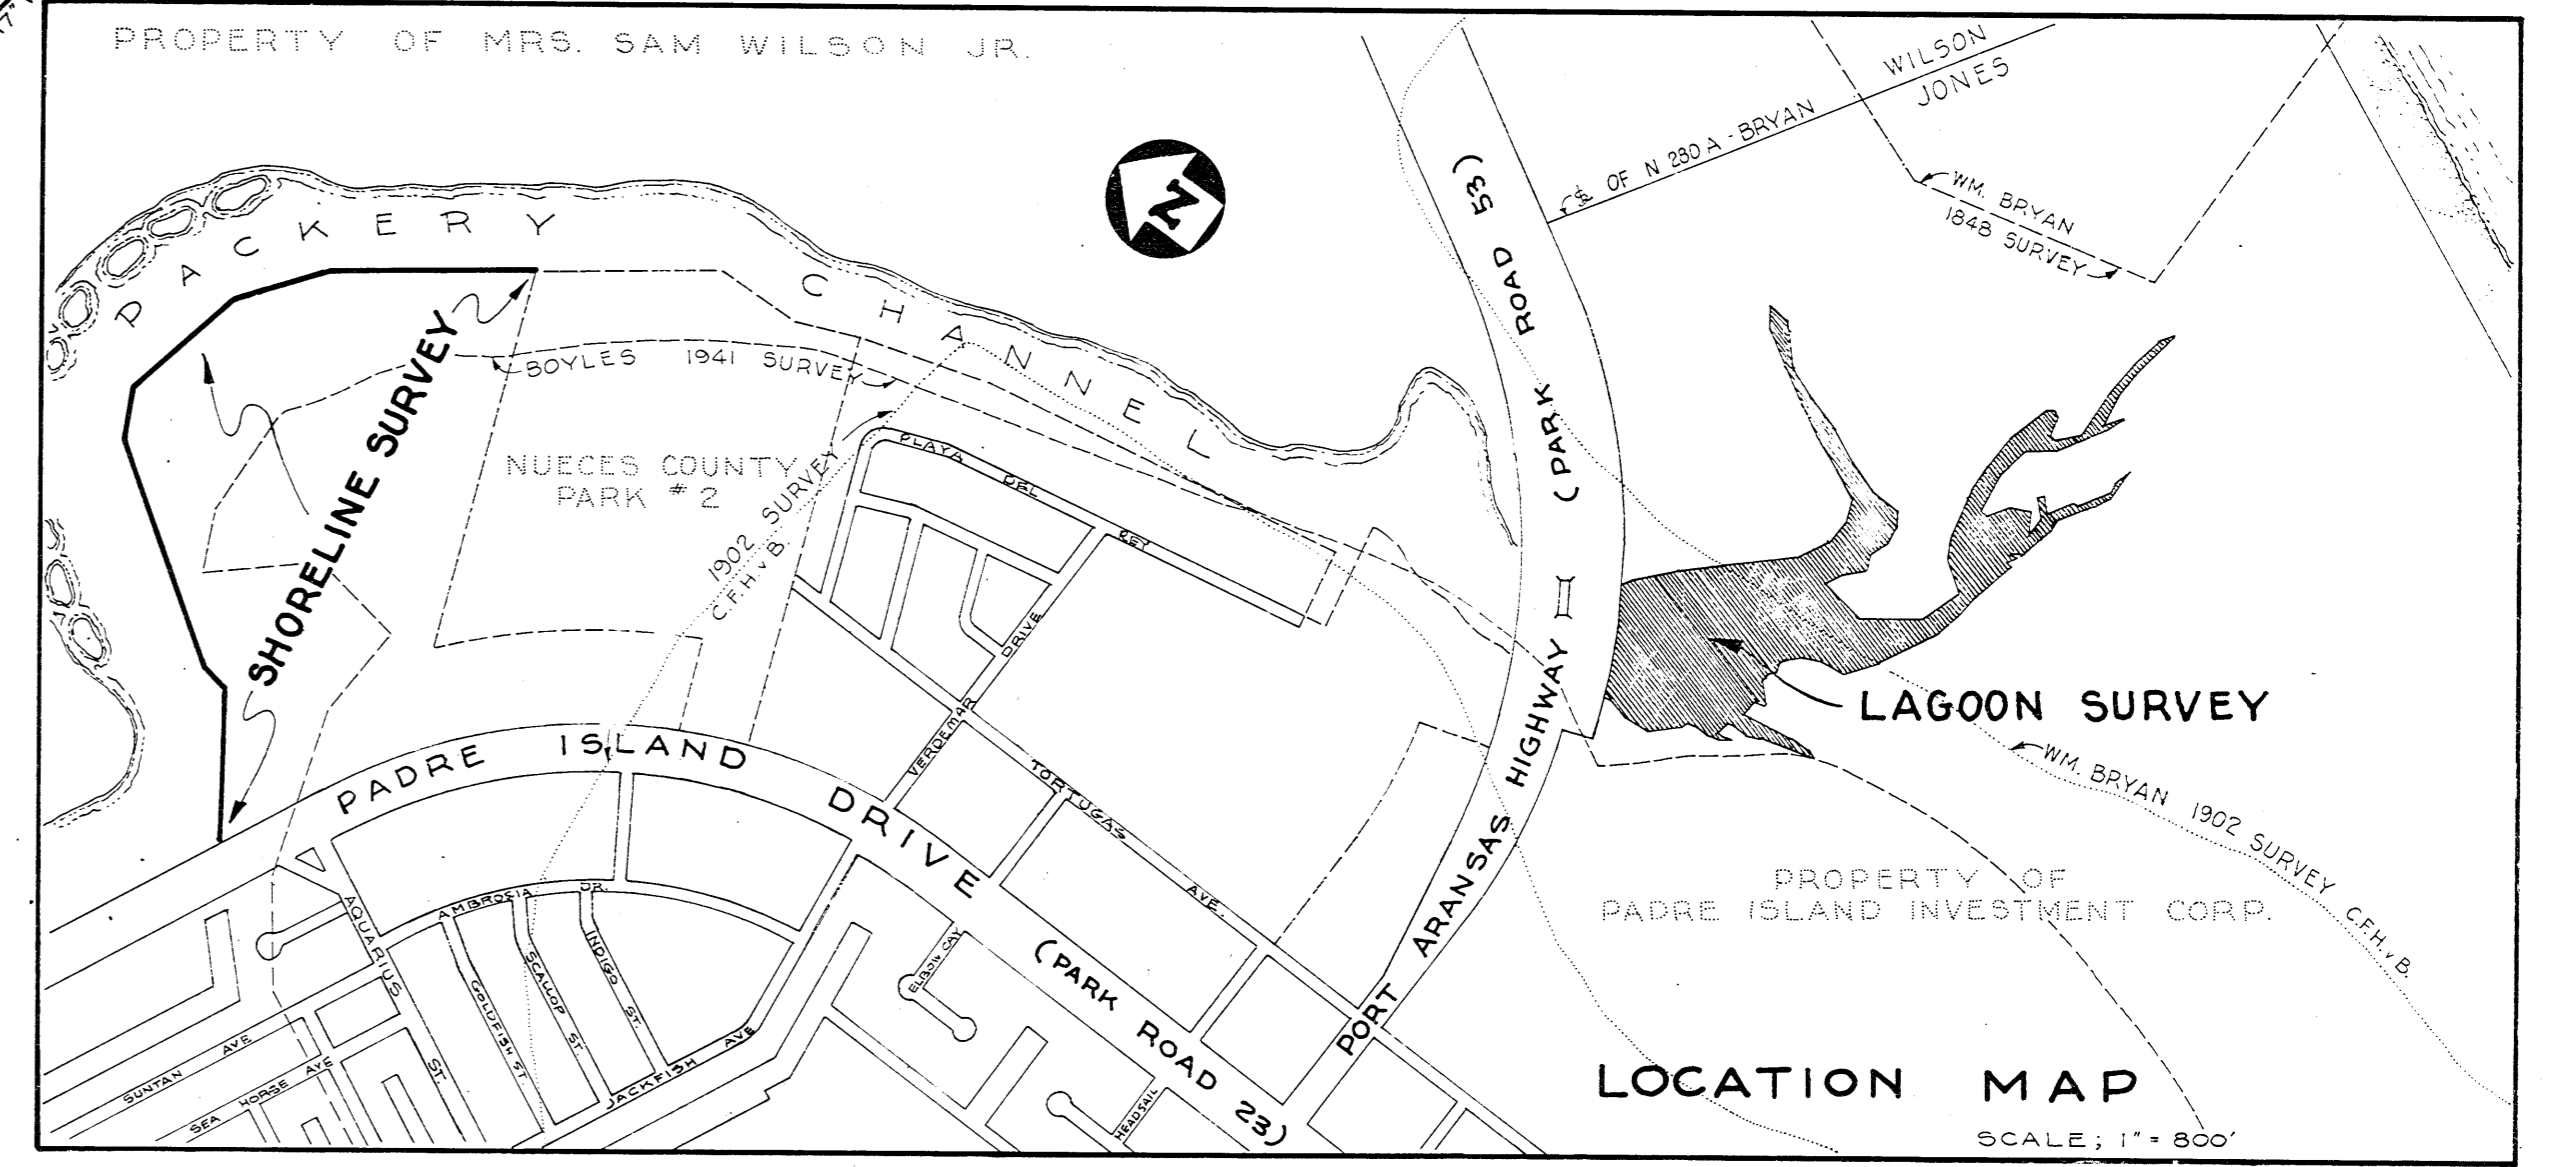 PROPERTY OF MRS. SAM WILSON JR.
PACKERY CHANNEL
N
WILSON
JONES
OF N 280 A - BRYAN
WM. BRYAN
1848 SURVEY
PORT ARANSAS HIGHWAY (PARK ROAD 53)
SHORELINE SURVEY
BOYLES 1941 SURVEY
NUECES COUNTY
PARK #2
1902 SURVEY
C.F.H. v B.
PLAYA DEL REY
VERDEMAR DRIVE
TORTUGAS AVE.
PADRE ISLAND DRIVE (PARK ROAD 23)
LAGOON SURVEY
WM. BRYAN 1902 SURVEY C.F.H. v B.
PROPERTY OF
PADRE ISLAND INVESTMENT CORP.
AQUARIUS ST.
AMBROSIA DR.
GOLDFISH ST.
SCALLOP ST.
INDIGO ST.
JACKFISH AVE
ELBOW CAY
HEADSAIL
SUNTAN AVE
SEA HORSE AVE
LOCATION MAP
SCALE; 1" = 800'